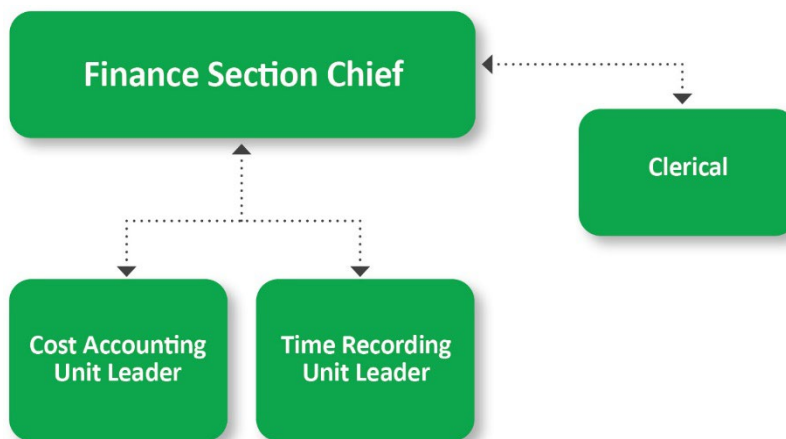 Finance Section Chief
Clerical
Cost Accounting
Unit Leader
Time Recording
Unit Leader